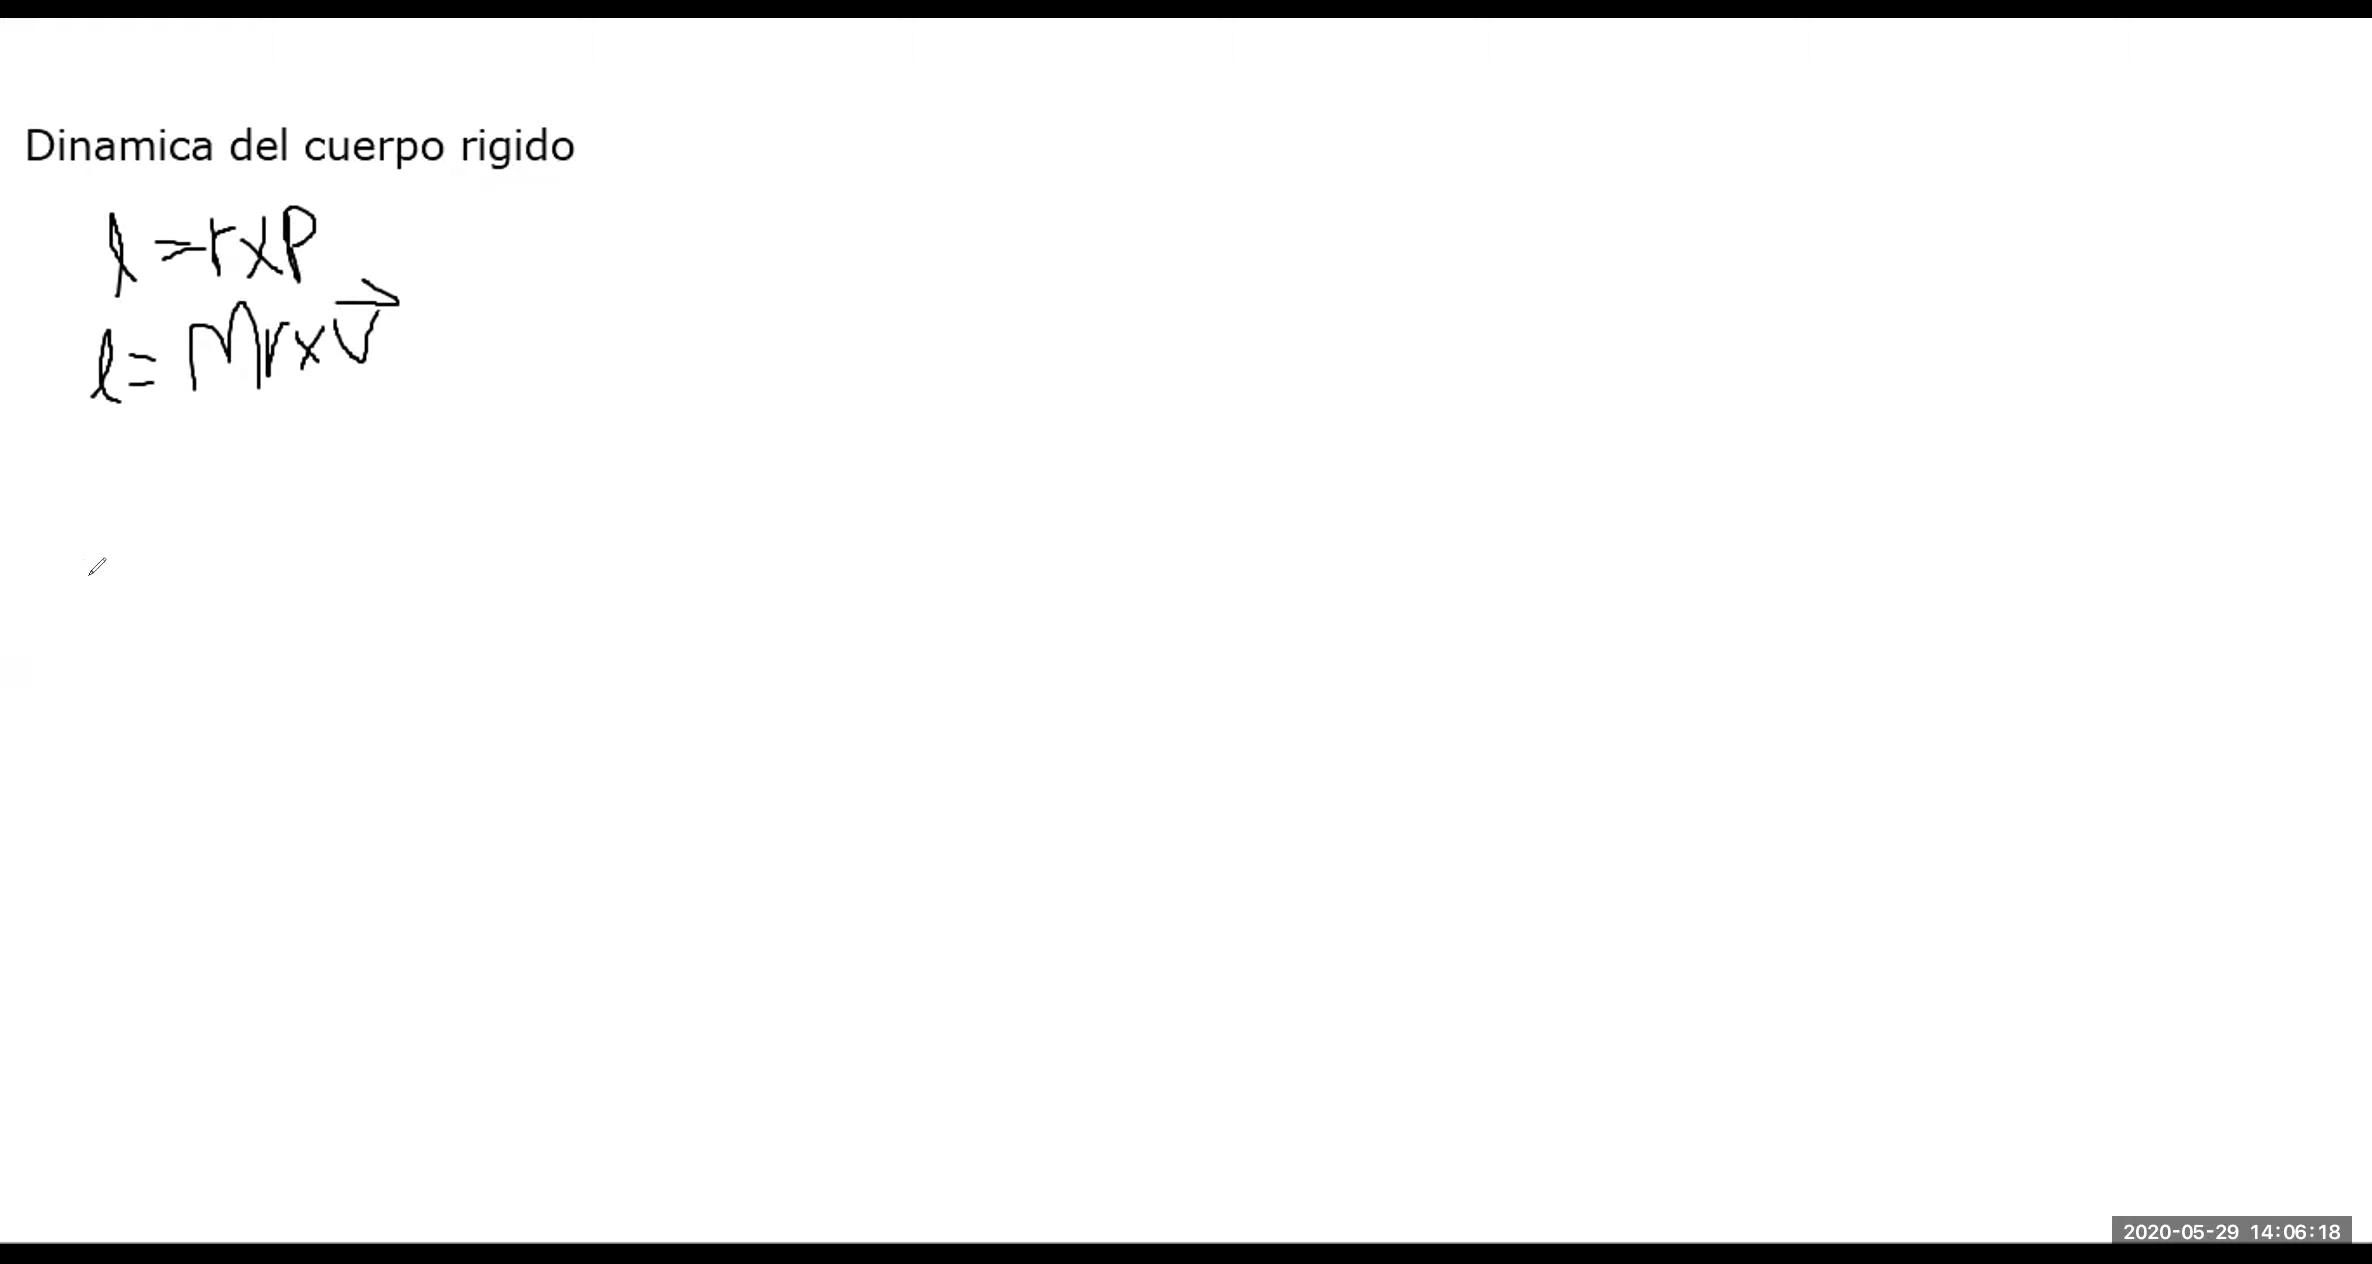 Dinamica del cuerpo rigido
l = r x P
l = Mr x v⃗
2020-05-29 14:06:18